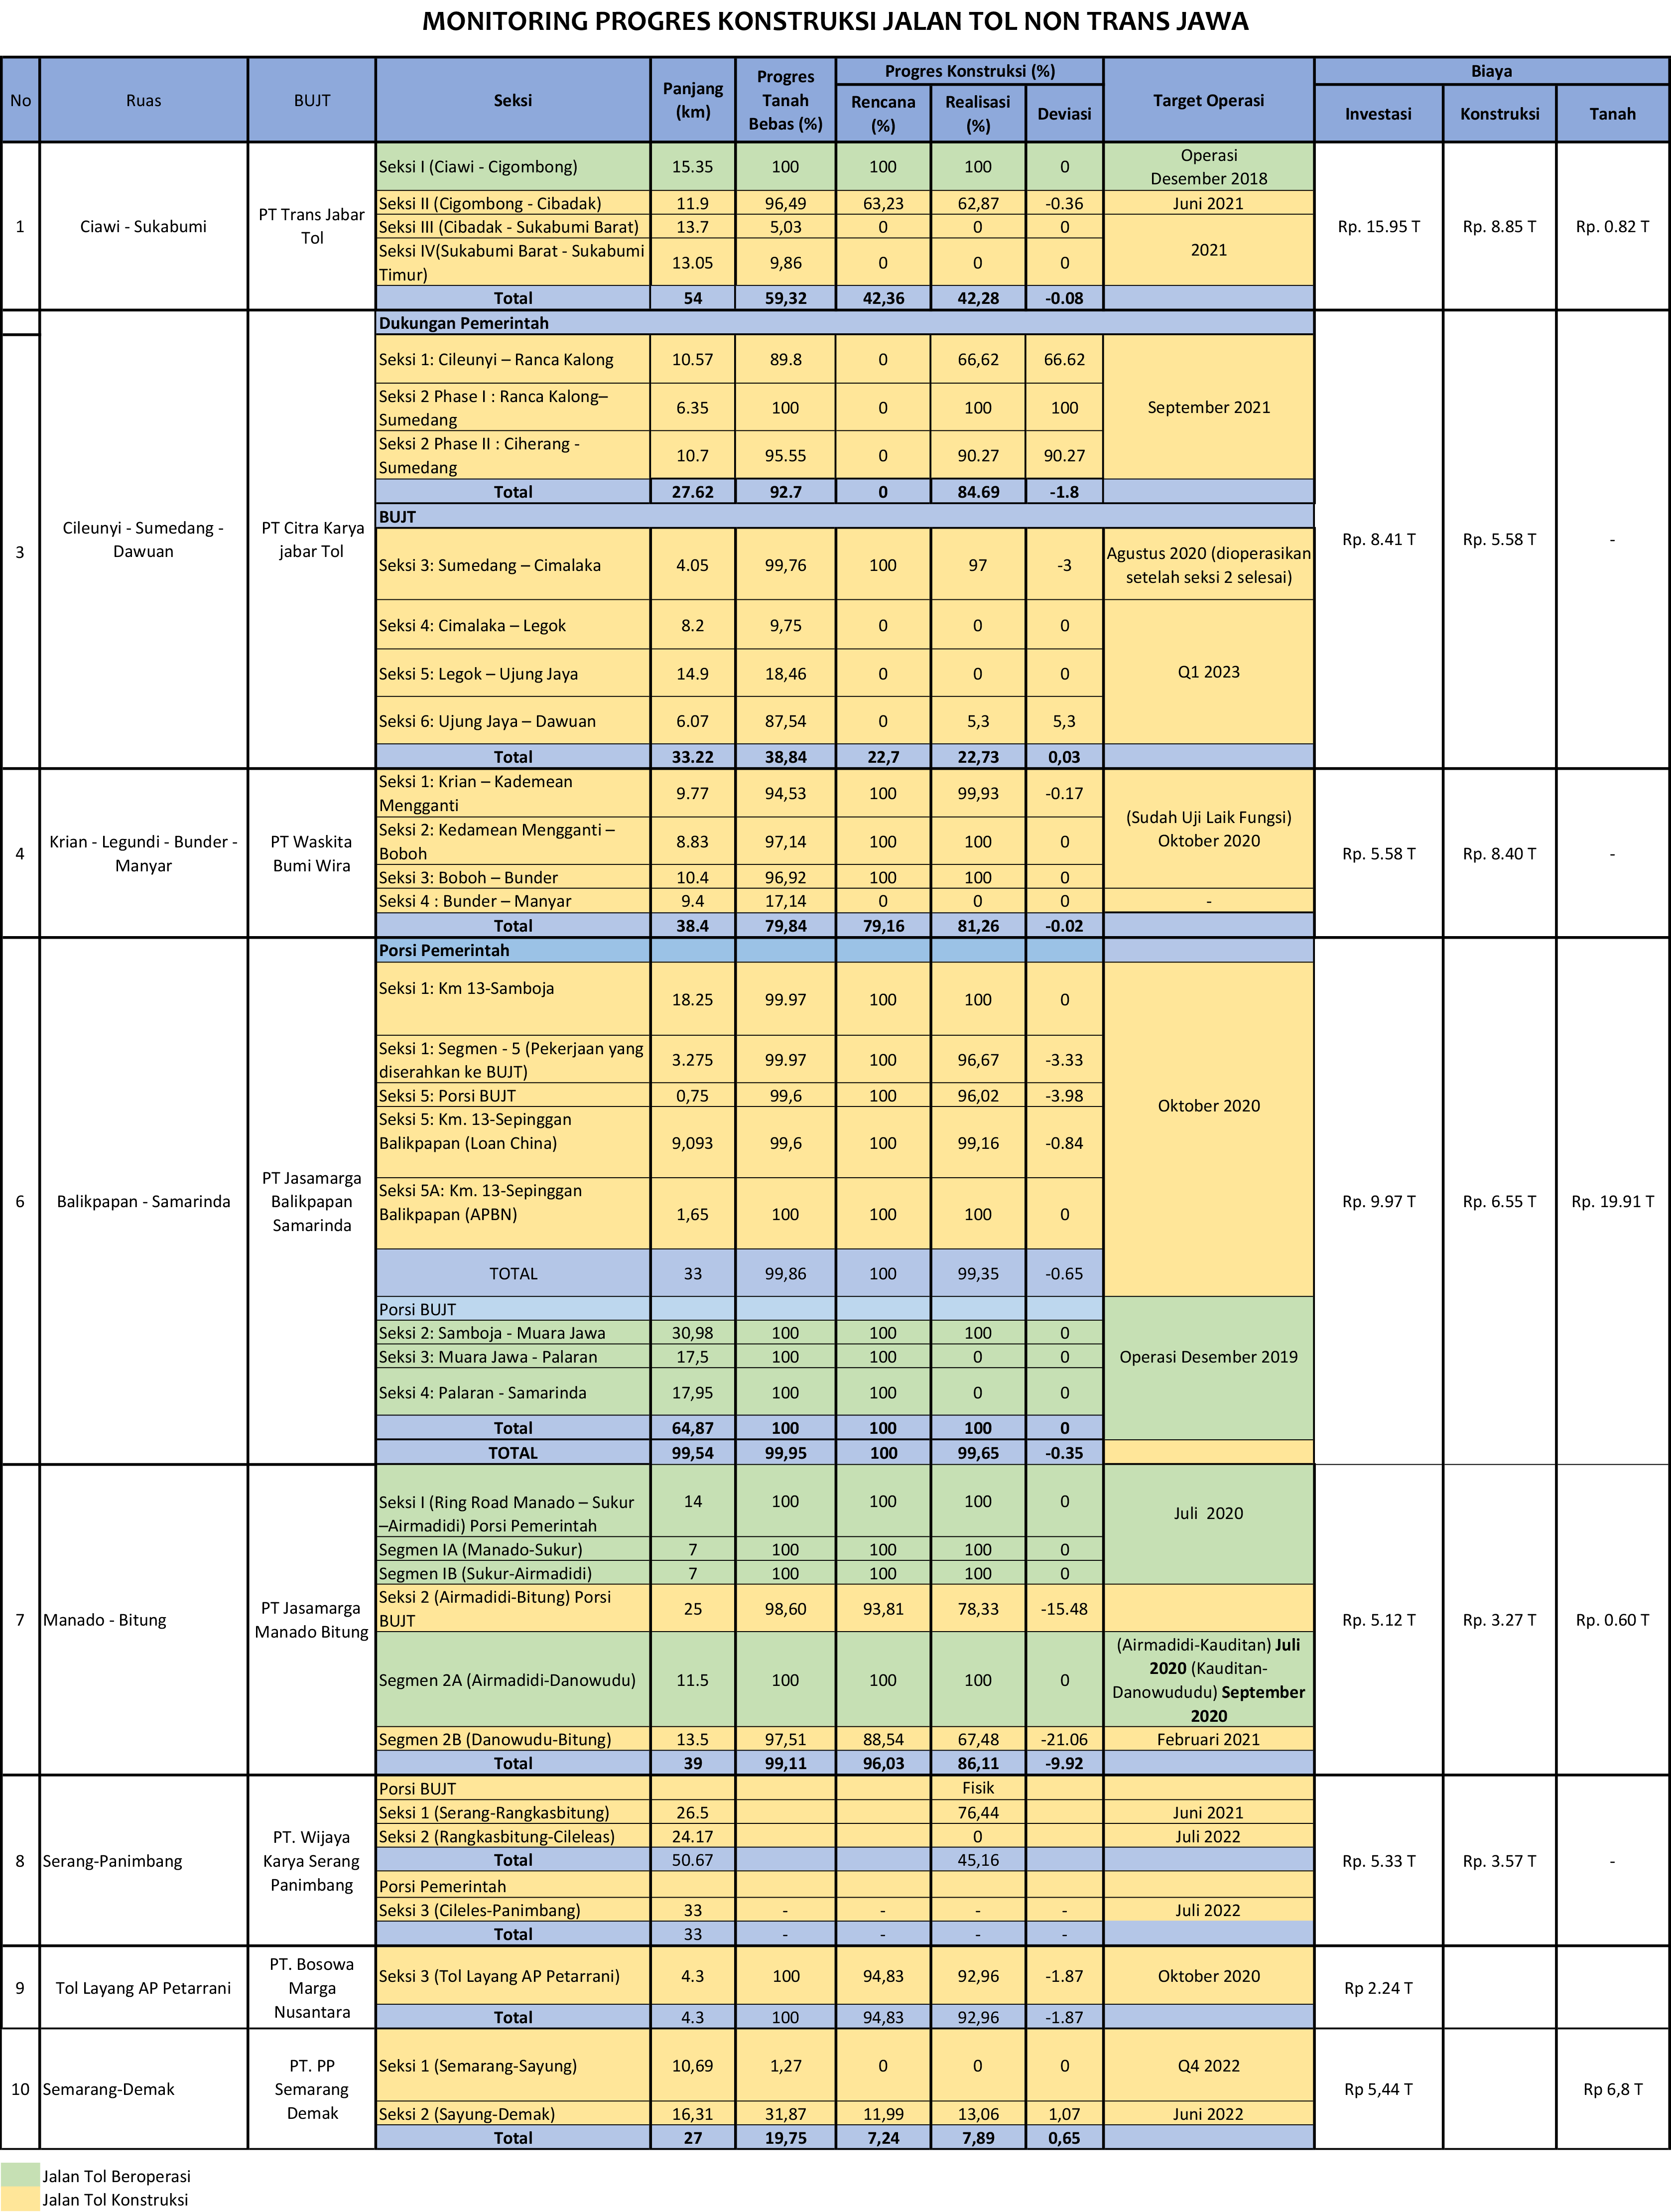 MONITORING PROGRES KONSTRUKSI JALAN TOL NON TRANS JAWA
No Ruas BUJT Seksi Panjang (km) Progres Tanah Bebas (%) Progres Konstruksi (%) Rencana (%) Realisasi (%) Deviasi Target Operasi Biaya Investasi Konstruksi Tanah
1 Ciawi - Sukabumi PT Trans Jabar Tol Rp. 15.95 T Rp. 8.85 T Rp. 0.82 T
Seksi I (Ciawi - Cigombong) 15.35 100 100 100 0 Operasi Desember 2018
Seksi II (Cigombong - Cibadak) 11.9 96,49 63,23 62,87 -0.36 Juni 2021
Seksi III (Cibadak - Sukabumi Barat) 13.7 5,03 0 0 0 2021
Seksi IV(Sukabumi Barat - Sukabumi Timur) 13.05 9,86 0 0 0
Total 54 59,32 42,36 42,28 -0.08
3 Cileunyi - Sumedang - Dawuan PT Citra Karya jabar Tol Rp. 8.41 T Rp. 5.58 T -
Dukungan Pemerintah
Seksi 1: Cileunyi – Ranca Kalong 10.57 89.8 0 66,62 66.62 September 2021
Seksi 2 Phase I : Ranca Kalong– Sumedang 6.35 100 0 100 100
Seksi 2 Phase II : Ciherang - Sumedang 10.7 95.55 0 90.27 90.27
Total 27.62 92.7 0 84.69 -1.8
BUJT
Seksi 3: Sumedang – Cimalaka 4.05 99,76 100 97 -3 Agustus 2020 (dioperasikan setelah seksi 2 selesai)
Seksi 4: Cimalaka – Legok 8.2 9,75 0 0 0 Q1 2023
Seksi 5: Legok – Ujung Jaya 14.9 18,46 0 0 0
Seksi 6: Ujung Jaya – Dawuan 6.07 87,54 0 5,3 5,3
Total 33.22 38,84 22,7 22,73 0,03
4 Krian - Legundi - Bunder - Manyar PT Waskita Bumi Wira Rp. 5.58 T Rp. 8.40 T -
Seksi 1: Krian – Kademean Mengganti 9.77 94,53 100 99,93 -0.17 (Sudah Uji Laik Fungsi) Oktober 2020
Seksi 2: Kedamean Mengganti – Boboh 8.83 97,14 100 100 0
Seksi 3: Boboh – Bunder 10.4 96,92 100 100 0
Seksi 4 : Bunder – Manyar 9.4 17,14 0 0 0 -
Total 38.4 79,84 79,16 81,26 -0.02
6 Balikpapan - Samarinda PT Jasamarga Balikpapan Samarinda Rp. 9.97 T Rp. 6.55 T Rp. 19.91 T
Porsi Pemerintah
Seksi 1: Km 13-Samboja 18.25 99.97 100 100 0 Oktober 2020
Seksi 1: Segmen - 5 (Pekerjaan yang diserahkan ke BUJT) 3.275 99.97 100 96,67 -3.33
Seksi 5: Porsi BUJT 0,75 99,6 100 96,02 -3.98
Seksi 5: Km. 13-Sepinggan Balikpapan (Loan China) 9,093 99,6 100 99,16 -0.84
Seksi 5A: Km. 13-Sepinggan Balikpapan (APBN) 1,65 100 100 100 0
TOTAL 33 99,86 100 99,35 -0.65
Porsi BUJT
Seksi 2: Samboja - Muara Jawa 30,98 100 100 100 0 Operasi Desember 2019
Seksi 3: Muara Jawa - Palaran 17,5 100 100 0 0
Seksi 4: Palaran - Samarinda 17,95 100 100 0 0
Total 64,87 100 100 100 0
TOTAL 99,54 99,95 100 99,65 -0.35
7 Manado - Bitung PT Jasamarga Manado Bitung Rp. 5.12 T Rp. 3.27 T Rp. 0.60 T
Seksi I (Ring Road Manado – Sukur –Airmadidi) Porsi Pemerintah 14 100 100 100 0 Juli 2020
Segmen IA (Manado-Sukur) 7 100 100 100 0
Segmen IB (Sukur-Airmadidi) 7 100 100 100 0
Seksi 2 (Airmadidi-Bitung) Porsi BUJT 25 98,60 93,81 78,33 -15.48
Segmen 2A (Airmadidi-Danowudu) 11.5 100 100 100 0 (Airmadidi-Kauditan) Juli 2020 (Kauditan-Danowududu) September 2020
Segmen 2B (Danowudu-Bitung) 13.5 97,51 88,54 67,48 -21.06 Februari 2021
Total 39 99,11 96,03 86,11 -9.92
8 Serang-Panimbang PT. Wijaya Karya Serang Panimbang Rp. 5.33 T Rp. 3.57 T -
Porsi BUJT Fisik
Seksi 1 (Serang-Rangkasbitung) 26.5 76,44 Juni 2021
Seksi 2 (Rangkasbitung-Cileleas) 24.17 0 Juli 2022
Total 50.67 45,16
Porsi Pemerintah
Seksi 3 (Cileles-Panimbang) 33 - - - - Juli 2022
Total 33 - - - -
9 Tol Layang AP Petarrani PT. Bosowa Marga Nusantara Rp 2.24 T
Seksi 3 (Tol Layang AP Petarrani) 4.3 100 94,83 92,96 -1.87 Oktober 2020
Total 4.3 100 94,83 92,96 -1.87
10 Semarang-Demak PT. PP Semarang Demak Rp 5,44 T Rp 6,8 T
Seksi 1 (Semarang-Sayung) 10,69 1,27 0 0 0 Q4 2022
Seksi 2 (Sayung-Demak) 16,31 31,87 11,99 13,06 1,07 Juni 2022
Total 27 19,75 7,24 7,89 0,65
Jalan Tol Beroperasi
Jalan Tol Konstruksi